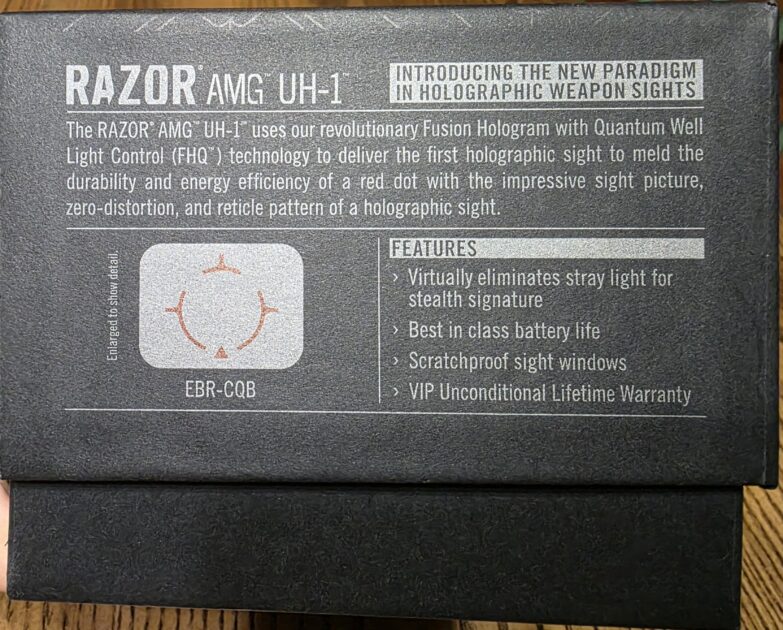 RAZOR® AMG™ UH-1™
INTRODUCING THE NEW PARADIGM
IN HOLOGRAPHIC WEAPON SIGHTS
The RAZOR® AMG™ UH-1™ uses our revolutionary Fusion Hologram with Quantum Well
Light Control (FHQ™) technology to deliver the first holographic sight to meld the
durability and energy efficiency of a red dot with the impressive sight picture,
zero-distortion, and reticle pattern of a holographic sight.
Enlarged to show detail.
EBR-CQB
FEATURES
› Virtually eliminates stray light for
stealth signature
› Best in class battery life
› Scratchproof sight windows
› VIP Unconditional Lifetime Warranty